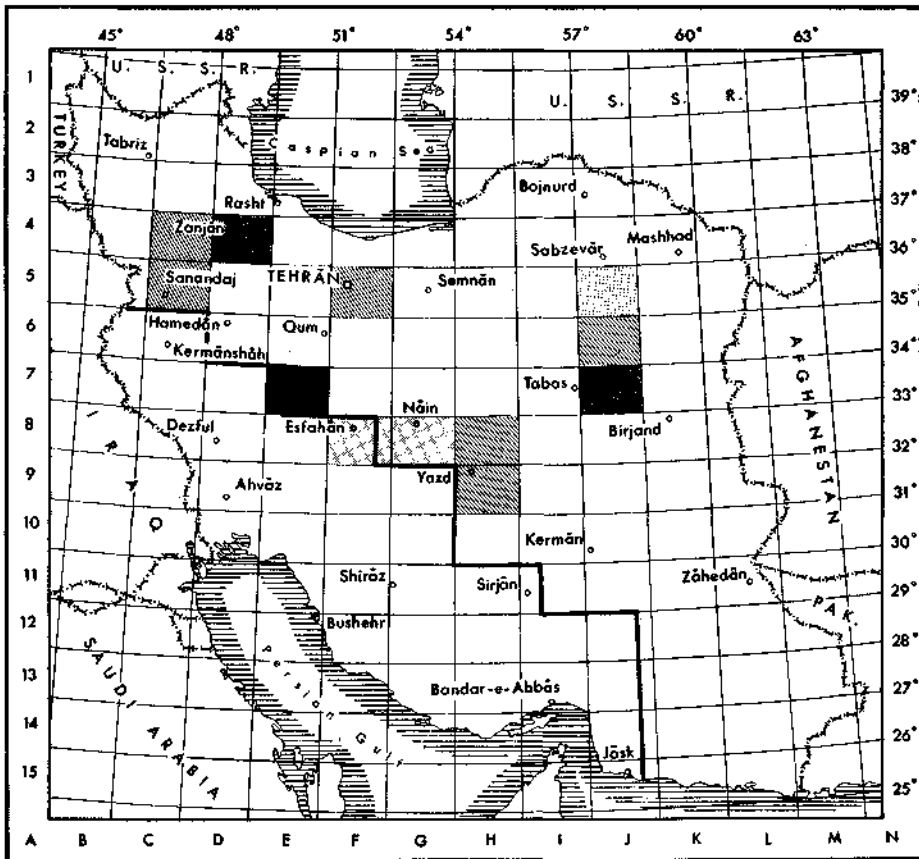 45° 48° 51° 54° 57° 60° 63°
1 U. S. S. R. U. S. S. R. 39°
2 Caspian Sea 38°
Tabriz
TURKEY
3 Bojnurd 37°
Rasht
4 Zanjān Sabzevār Mashhad 36°
5 Sanandaj TEHRĀN Semnān 35°
6 Hamedān Qum 34°
Kermānshāh
7 Tabas 33°
AFGHANESTAN
8 Dezful Esfahān Nāin Birjand 32°
IRAQ
9 Ahvāz Yazd 31°
10 Kermān 30°
11 Shirāz Sirjān Zāhedān 29°
PAK.
12 Bushehr 28°
SAUDI ARABIA
13 Persian Gulf Bandar-e-Abbās 27°
14 26°
15 Jāsk 25°
A B C D E F G H I J K L M N